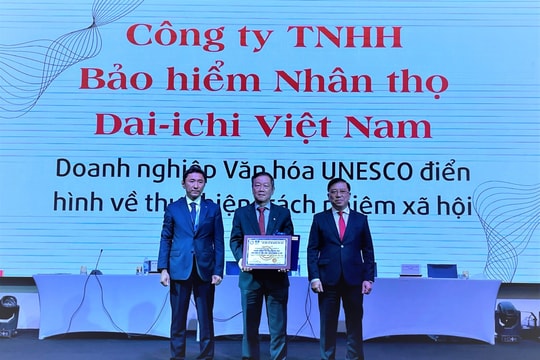 Công ty TNHH
Bảo hiểm Nhân thọ
Dai-ichi Việt Nam
Doanh nghiệp Văn hóa UNESCO điển
hình về trách nhiệm xã hội